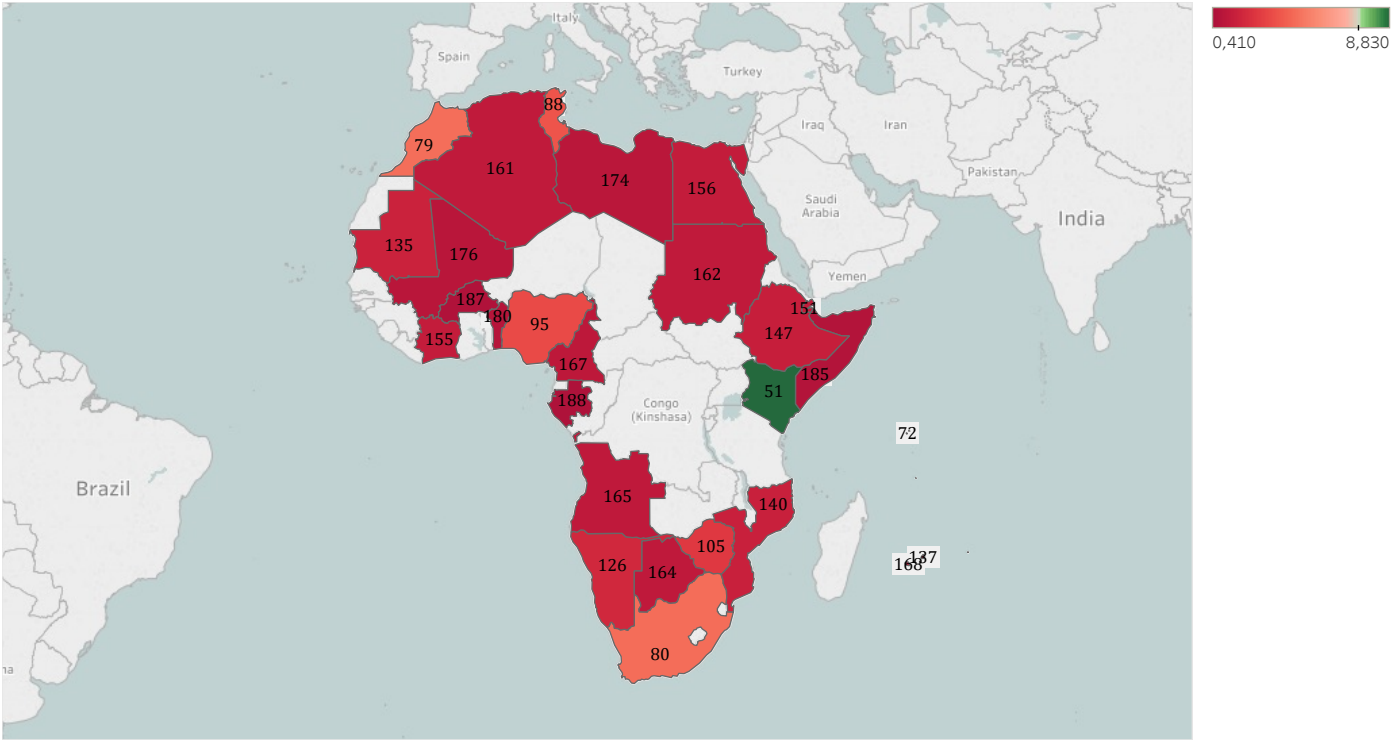 Italy
0,410 8,830
Spain
Turkey
88
Iraq
Iran
79
161
Pakistan
174
156
Saudi
Arabia
India
135
176
162
Yemen
187
151
180
95
147
155
167
185
51
188
Congo
(Kinshasa)
72
Brazil
165
140
105
137
168
126
164
80
na